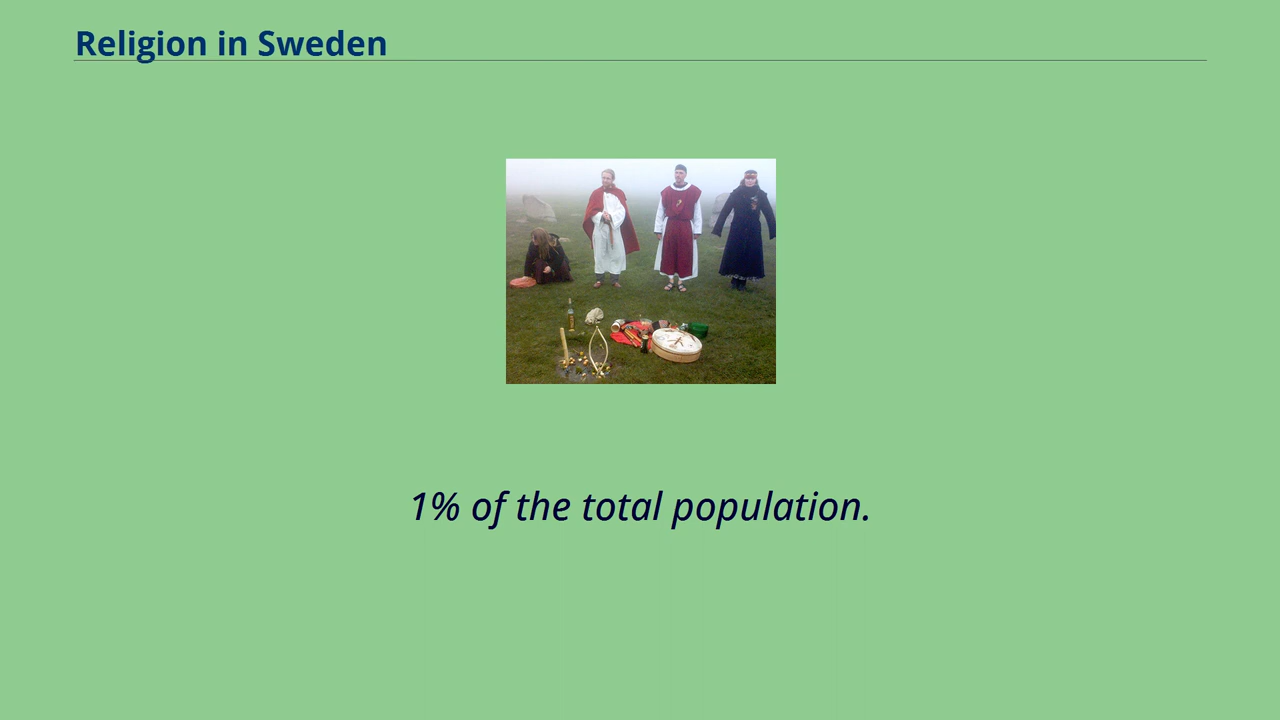 Religion in Sweden
1% of the total population.